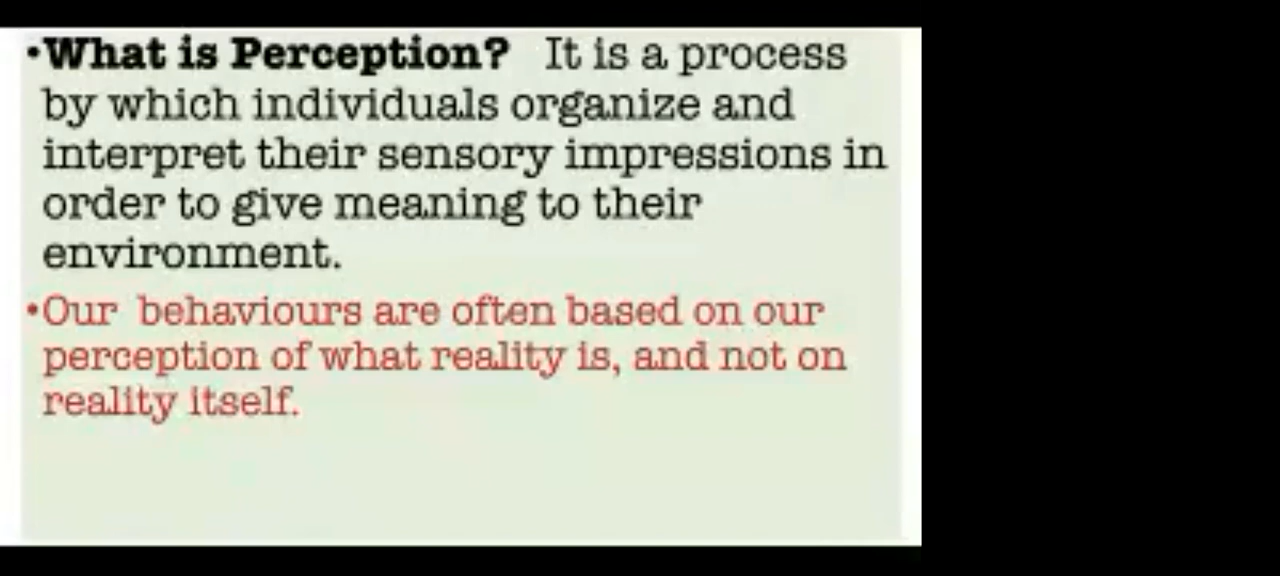 •What is Perception? It is a process
by which individuals organize and
interpret their sensory impressions in
order to give meaning to their
environment.
•Our behaviours are often based on our
perception of what reality is, and not on
reality itself.